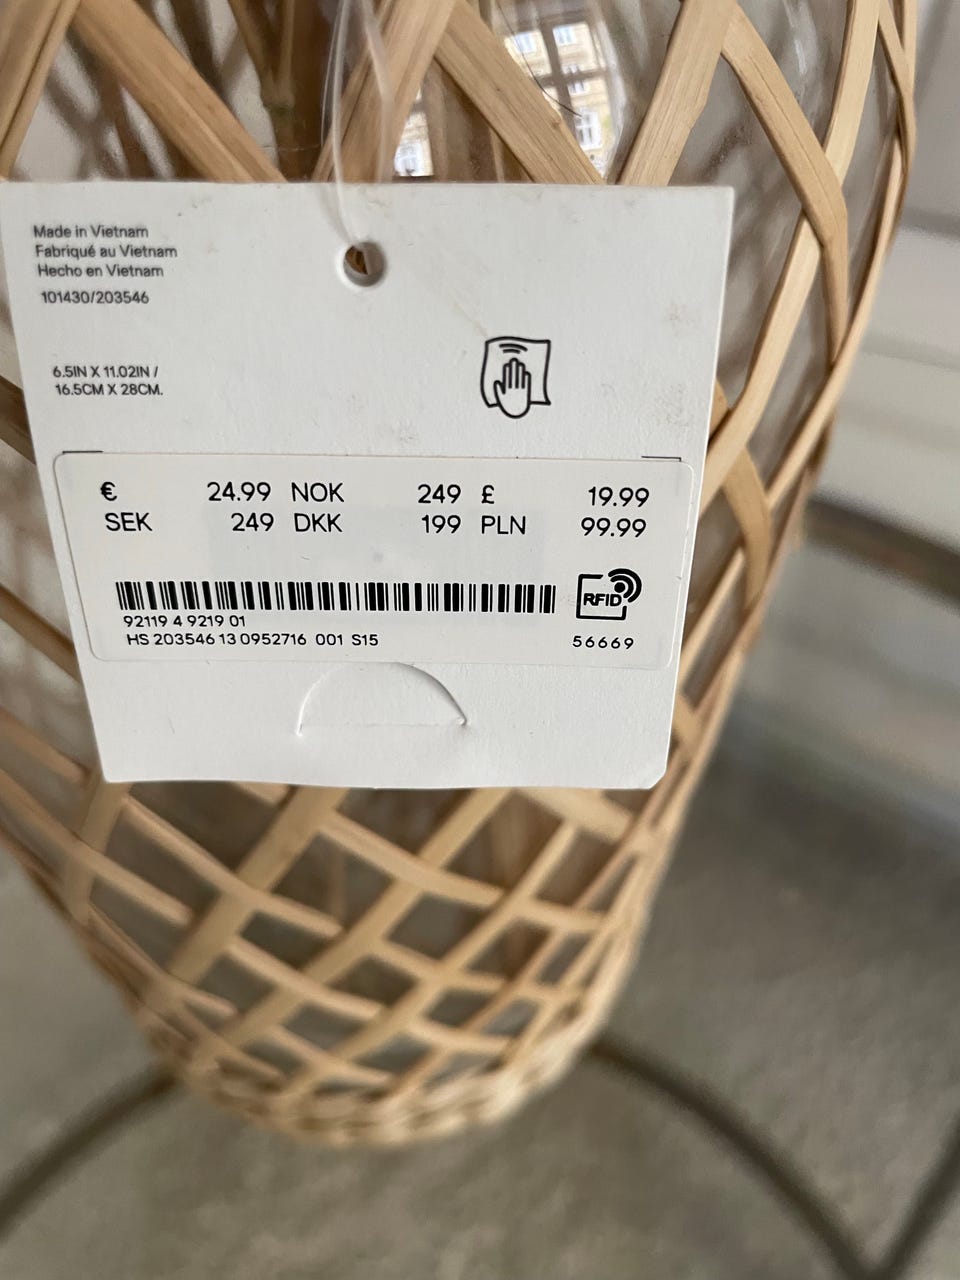 Made in Vietnam
Fabriqué au Vietnam
Hecho en Vietnam
101430/203546
6.5IN X 11.02IN /
16.5CM X 28CM.
€ 24.99 NOK 249 £ 19.99
SEK 249 DKK 199 PLN 99.99
RFID
92119 4 9219 01
HS 203546 13 0952716 001 S15
56669